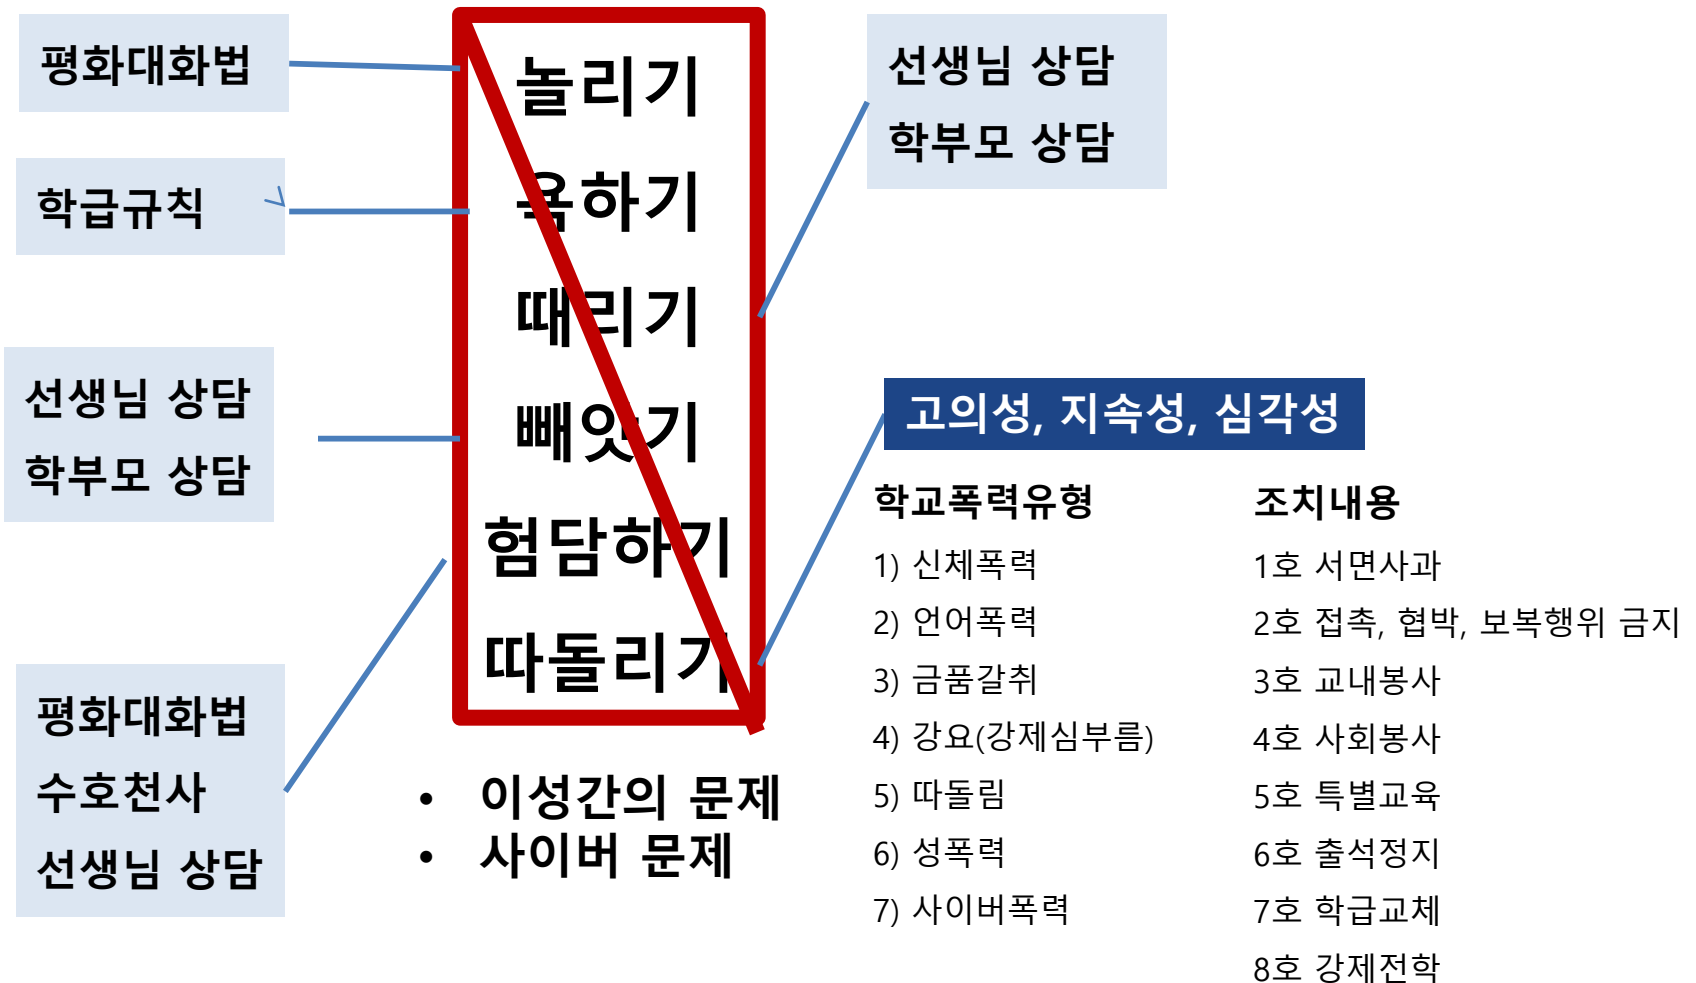 평화대화법
학급규칙
선생님 상담
학부모 상담
평화대화법
수호천사
선생님 상담
놀리기
욕하기
때리기
빼앗기
험담하기
따돌리기
• 이성간의 문제
• 사이버 문제
선생님 상담
학부모 상담
고의성, 지속성, 심각성
학교폭력유형
1) 신체폭력
2) 언어폭력
3) 금품갈취
4) 강요(강제심부름)
5) 따돌림
6) 성폭력
7) 사이버폭력
조치내용
1호 서면사과
2호 접촉, 협박, 보복행위 금지
3호 교내봉사
4호 사회봉사
5호 특별교육
6호 출석정지
7호 학급교체
8호 강제전학